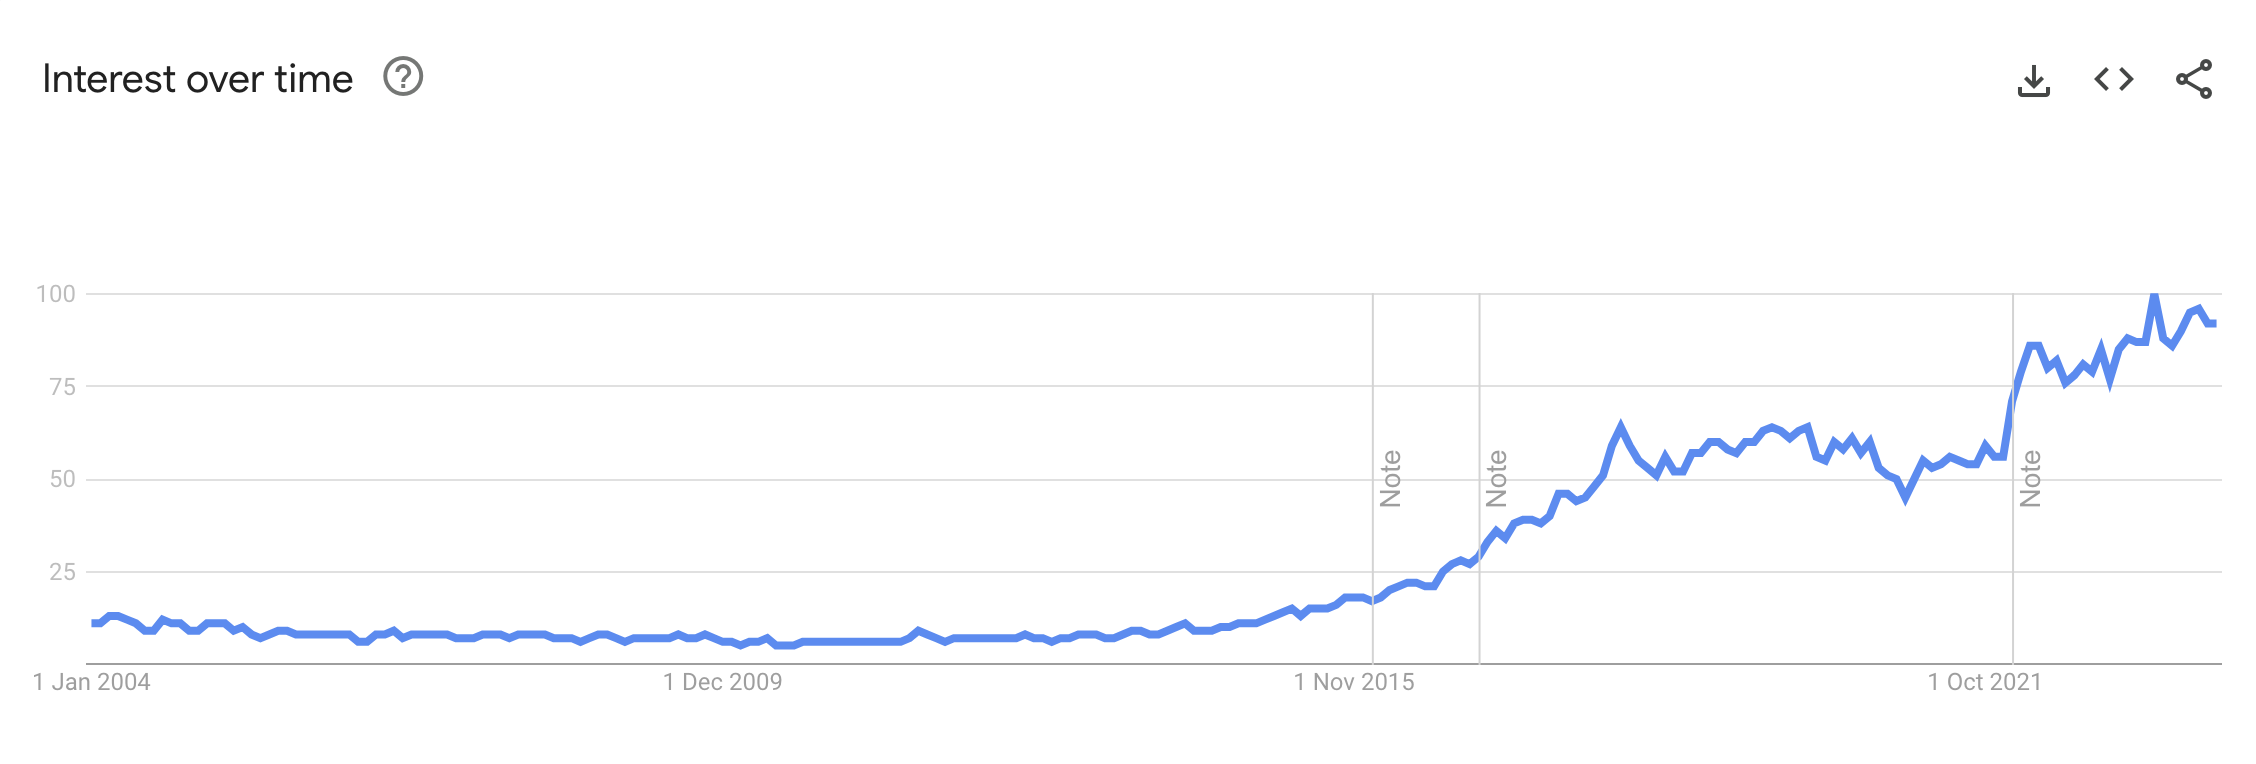 Interest over time
100
75
50
25
Note
Note
Note
1 Jan 2004
1 Dec 2009
1 Nov 2015
1 Oct 2021